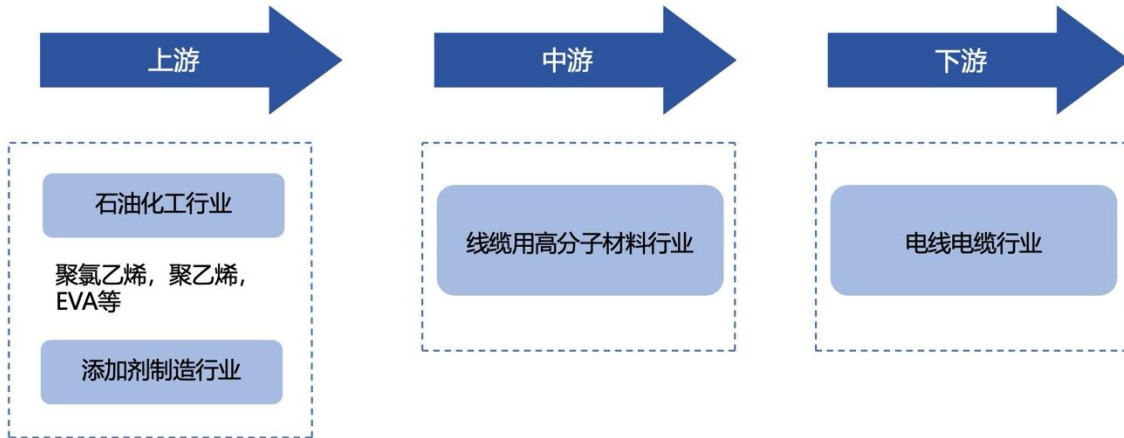 上游
中游
下游
石油化工行业
聚氯乙烯，聚乙烯，
EVA等
添加剂制造行业
线缆用高分子材料行业
电线电缆行业